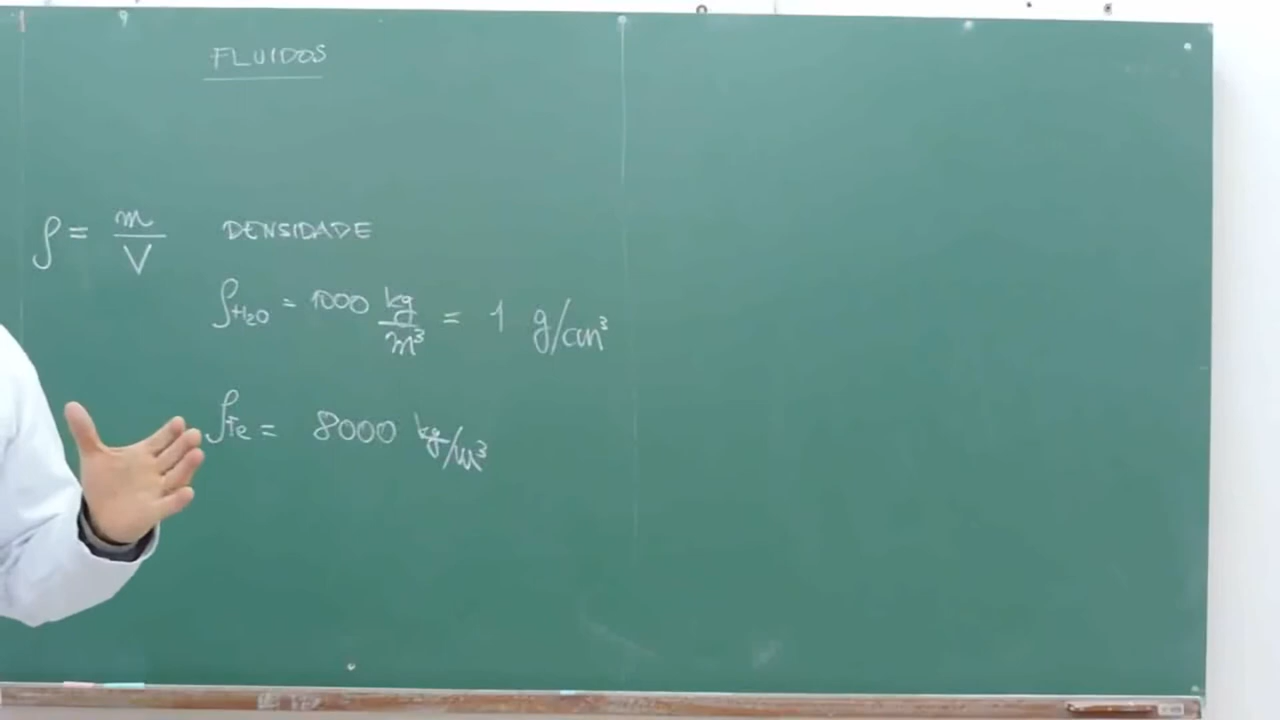 FLUIDOS
ρ = m/V DENSIDADE
ρH₂O = 1000 kg/m³ = 1 g/cm³
ρFe = 8000 kg/m³